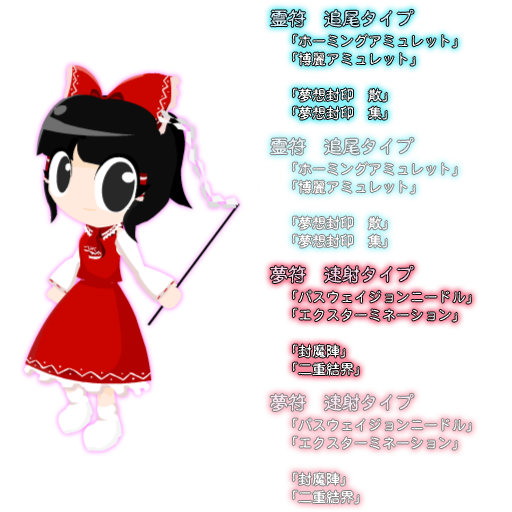 霊符　追尾タイプ
「ホーミングアミュレット」
「博麗アミュレット」
「夢想封印　散」
「夢想封印　集」
霊符　追尾タイプ
「ホーミングアミュレット」
「博麗アミュレット」
「夢想封印　散」
「夢想封印　集」
夢符　速射タイプ
「パスウェイジョンニードル」
「エクスターミネーション」
「封魔陣」
「二重結界」
夢符　速射タイプ
「パスウェイジョンニードル」
「エクスターミネーション」
「封魔陣」
「二重結界」